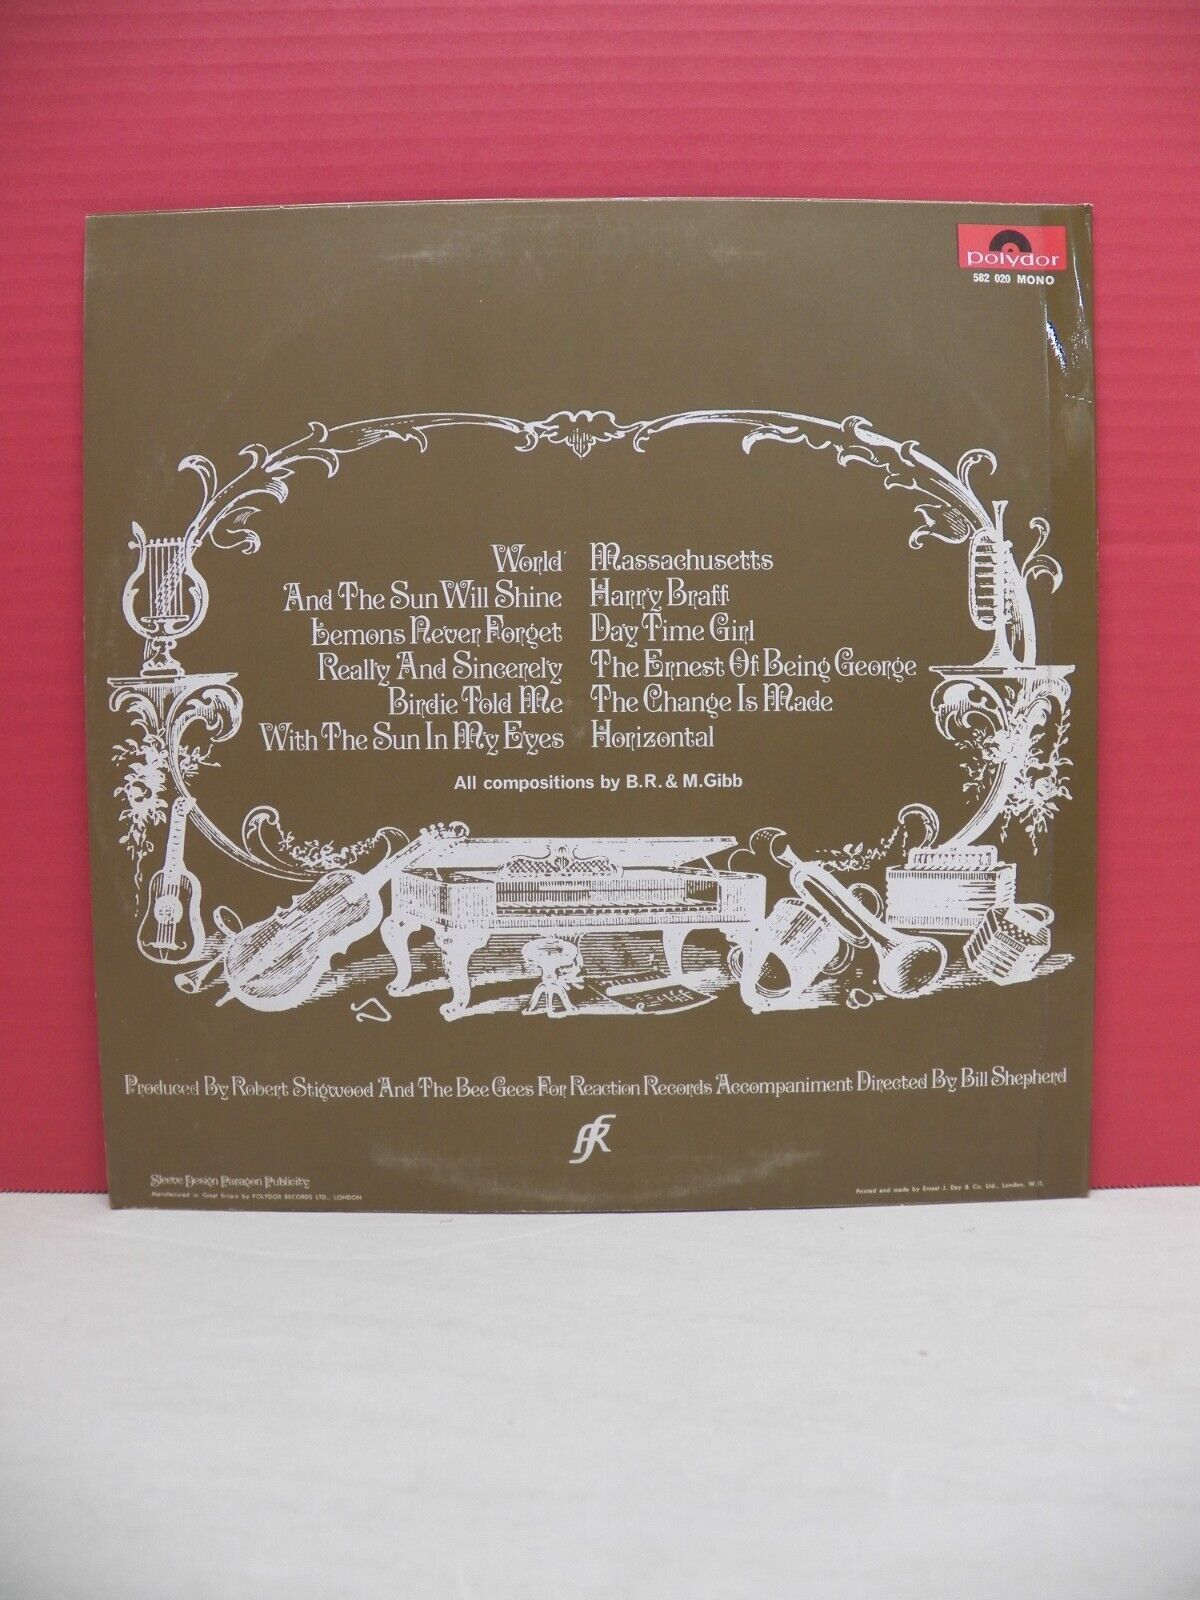 polydor
582 020 MONO
World
And The Sun Will Shine
Lemons Never Forget
Really And Sincerely
Birdie Told Me
With The Sun In My Eyes
Massachusetts
Harry Braff
Day Time Girl
The Ernest Of Being George
The Change Is Made
Horizontal
All compositions by B.R. & M.Gibb
Produced By Robert Stigwood And The Bee Gees For Reaction Records Accompaniment Directed By Bill Shepherd
Sleeve Design Paragon Publicity
Manufactured in Great Britain by POLYDOR RECORDS LTD., LONDON
Printed and made by Ernest J. Day & Co. Ltd., London, W.11.